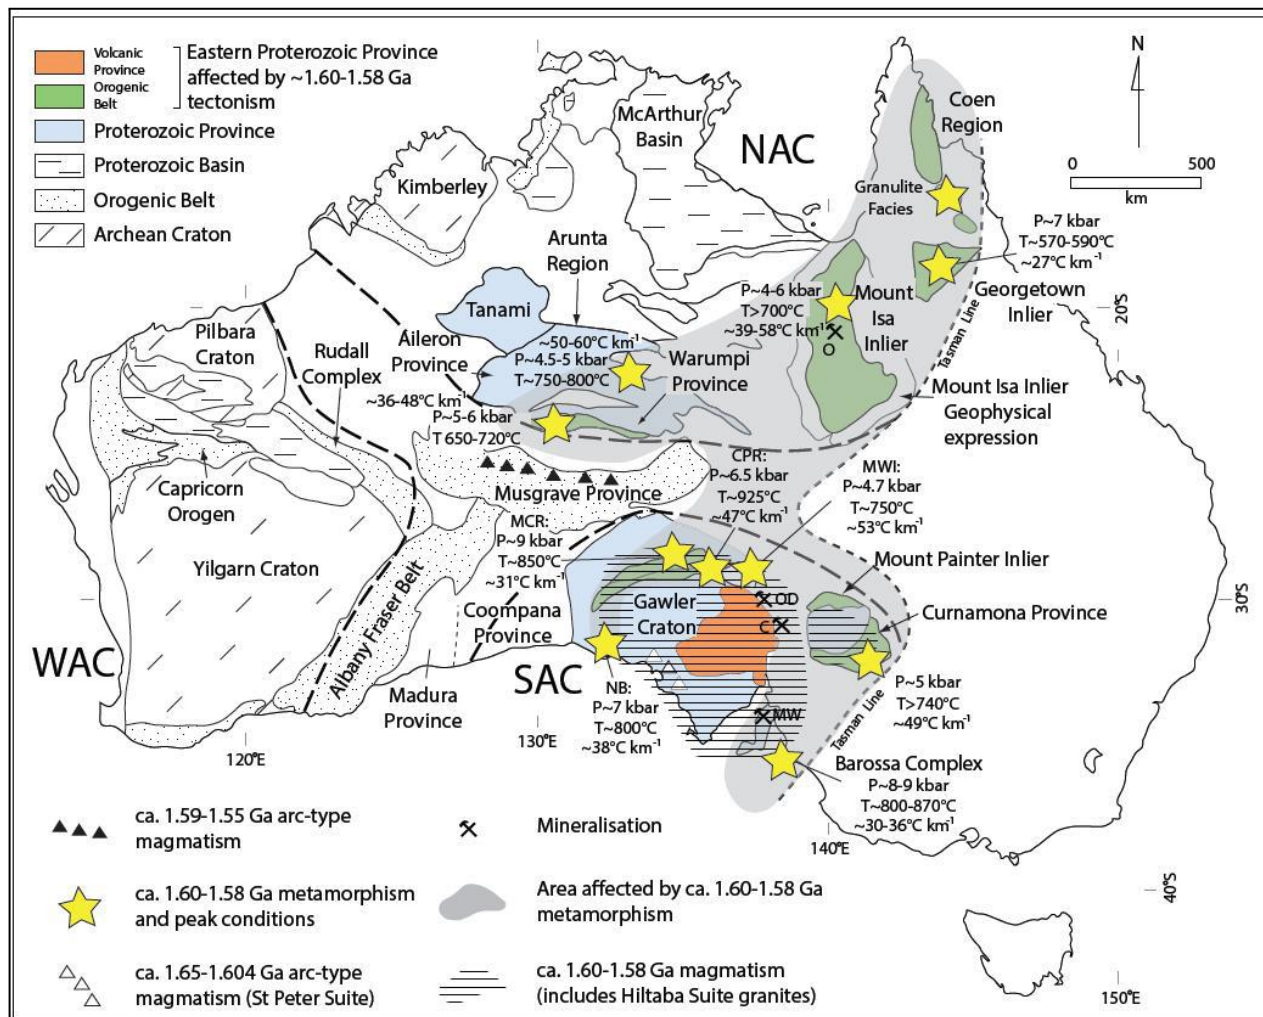 Volcanic
Province
Orogenic
Belt
Eastern Proterozoic Province
affected by ~1.60-1.58 Ga
tectonism
Proterozoic Province
Proterozoic Basin
Orogenic Belt
Archean Craton
N
0 500
km
NAC
McArthur
Basin
Kimberley
Coen
Region
Granulite
Facies
P~7 kbar
T~570-590°C
~27°C km⁻¹
Georgetown
Inlier
20°S
Tasman Line
Arunta
Region
Tanami
P~4-6 kbar
T>700°C
~39-58°C km⁻¹
O
Mount
Isa
Inlier
Pilbara
Craton
Rudall
Complex
Aileron
Province
~50-60°C km⁻¹
P~4.5-5 kbar
T~750-800°C
Warumpi
Province
~36-48°C km⁻¹
P~5-6 kbar
T 650-720°C
Mount Isa Inlier
Geophysical
expression
Capricorn
Orogen
Musgrave Province
CPR:
P~6.5 kbar
T~925°C
~47°C km⁻¹
MWI:
P~4.7 kbar
T~750°C
~53°C km⁻¹
MCR:
P~9 kbar
T~850°C
~31°C km⁻¹
Yilgarn Craton
Mount Painter Inlier
Curnamona Province
30°S
Coompana
Province
Gawler
Craton
OD
C
WAC
Albany Fraser Belt
Madura
Province
SAC
NB:
P~7 kbar
T~800°C
~38°C km⁻¹
MW
P~5 kbar
T>740°C
~49°C km⁻¹
Tasman Line
Barossa Complex
P~8-9 kbar
T~800-870°C
~30-36°C km⁻¹
120°E
130°E
140°E
40°S
150°E
ca. 1.59-1.55 Ga arc-type
magmatism
Mineralisation
ca. 1.60-1.58 Ga metamorphism
and peak conditions
Area affected by ca. 1.60-1.58 Ga
metamorphism
ca. 1.65-1.604 Ga arc-type
magmatism (St Peter Suite)
ca. 1.60-1.58 Ga magmatism
(includes Hiltaba Suite granites)